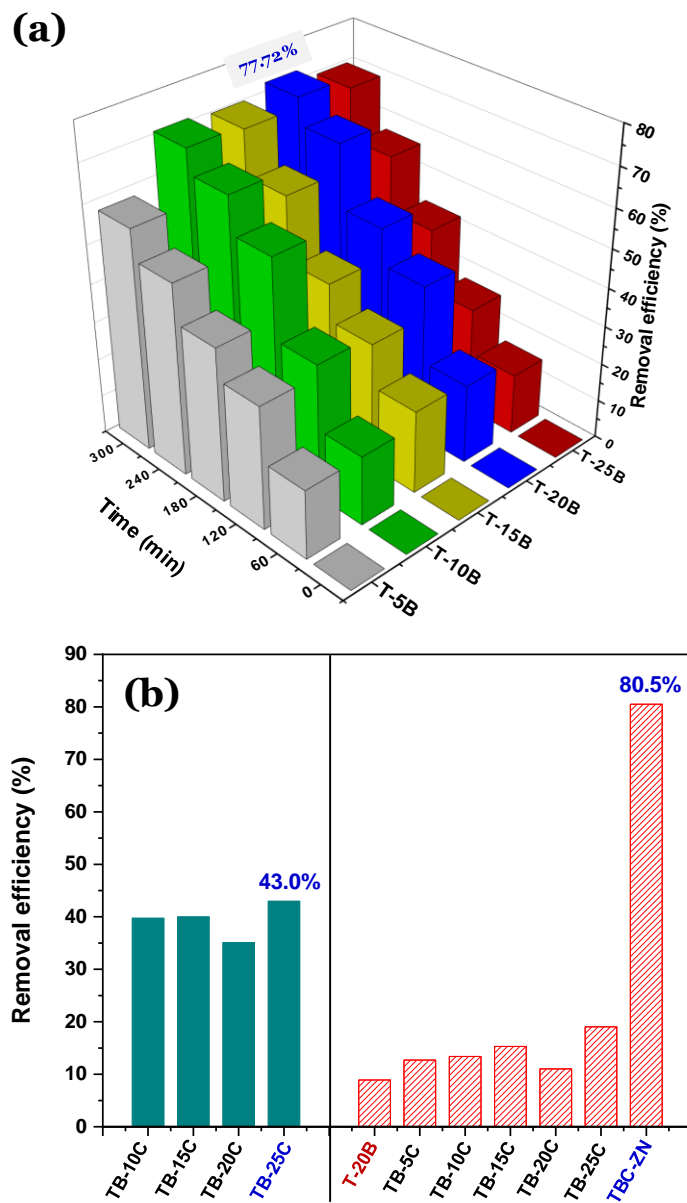 (a)
77.72%
80
70
60
50
40
30
20
10
0
Removal efficiency (%)
300
240
180
120
60
0
Time (min)
T-25B
T-20B
T-15B
T-10B
T-5B
(b)
90
80
70
60
50
40
30
20
10
0
Removal efficiency (%)
43.0%
80.5%
TB-10C
TB-15C
TB-20C
TB-25C
T-20B
TB-5C
TB-10C
TB-15C
TB-20C
TB-25C
TBC-ZN